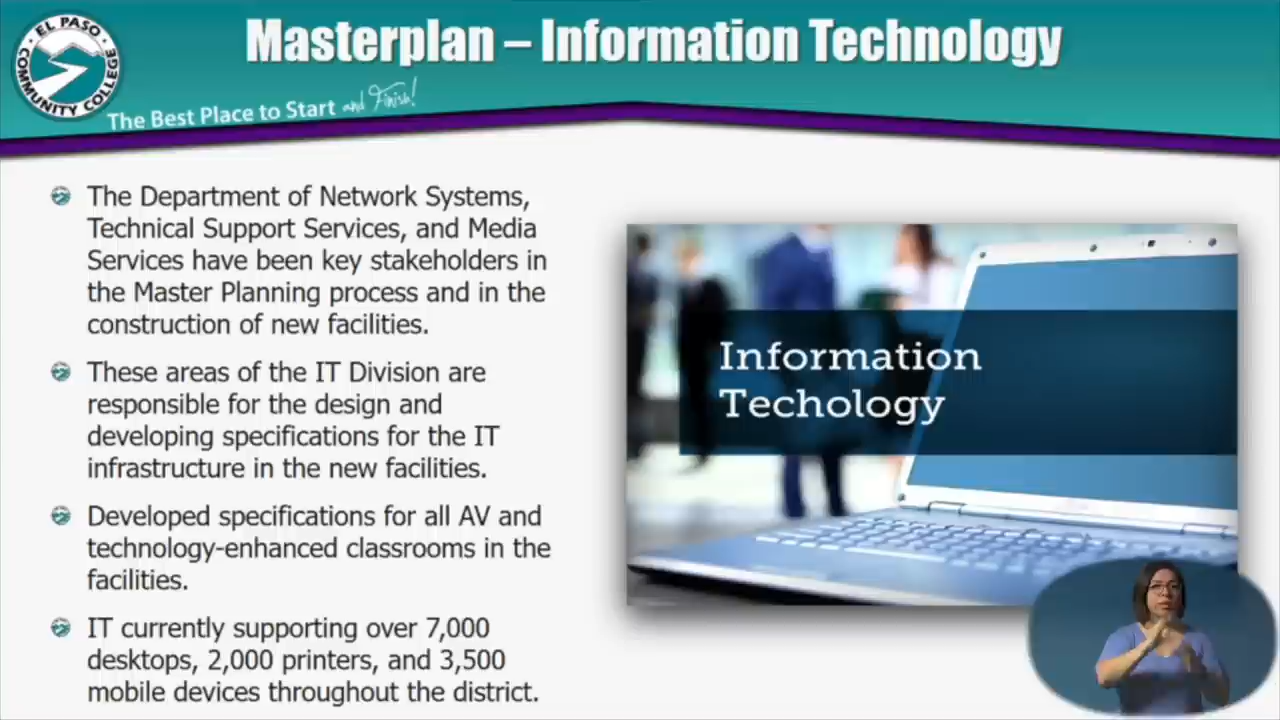 EL PASO
COMMUNITY COLLEGE
Masterplan – Information Technology
The Best Place to Start and Finish!
The Department of Network Systems,
Technical Support Services, and Media
Services have been key stakeholders in
the Master Planning process and in the
construction of new facilities.
These areas of the IT Division are
responsible for the design and
developing specifications for the IT
infrastructure in the new facilities.
Developed specifications for all AV and
technology-enhanced classrooms in the
facilities.
IT currently supporting over 7,000
desktops, 2,000 printers, and 3,500
mobile devices throughout the district.
Information
Techology